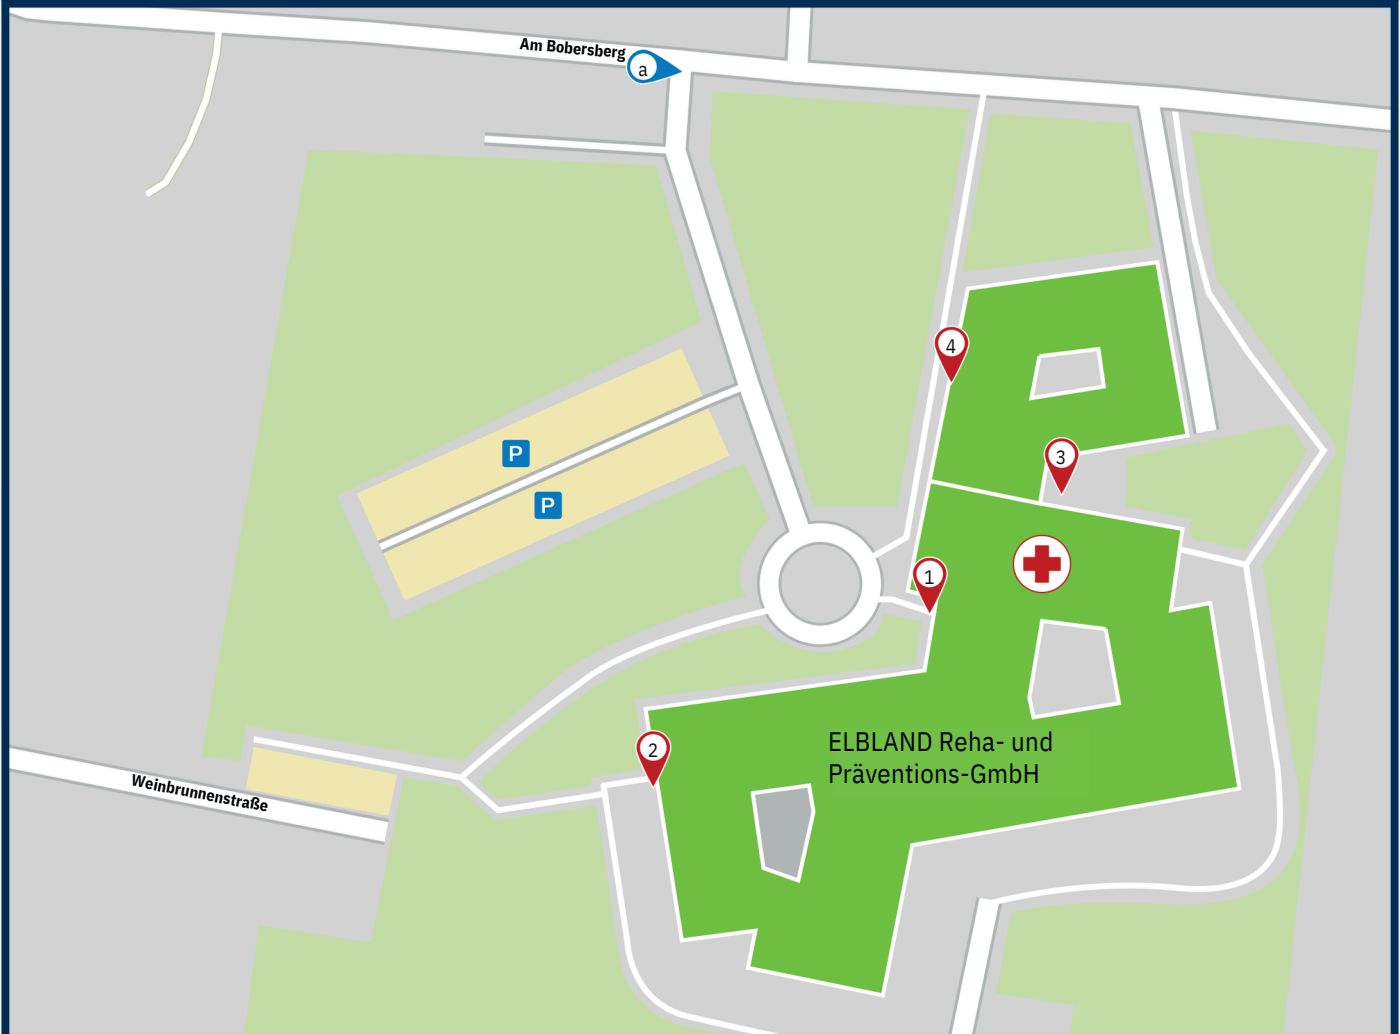 Am Bobersberg
a
4
P
3
P
1
2
ELBLAND Reha- und
Präventions-GmbH
Weinbrunnenstraße